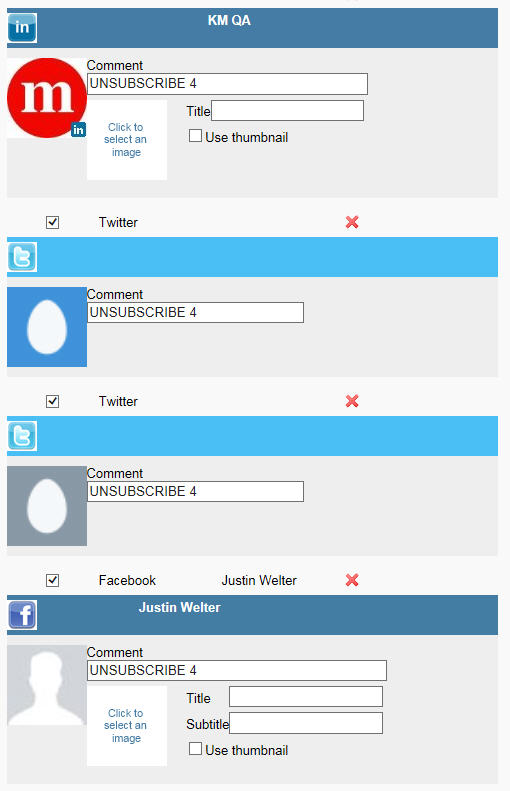 in KM QA
m
in
Comment
UNSUBSCRIBE 4
Click to
select an
image
Title
Use thumbnail
Twitter
t
Comment
UNSUBSCRIBE 4
Twitter
t
Comment
UNSUBSCRIBE 4
Facebook Justin Welter
f Justin Welter
Comment
UNSUBSCRIBE 4
Click to
select an
image
Title
Subtitle
Use thumbnail